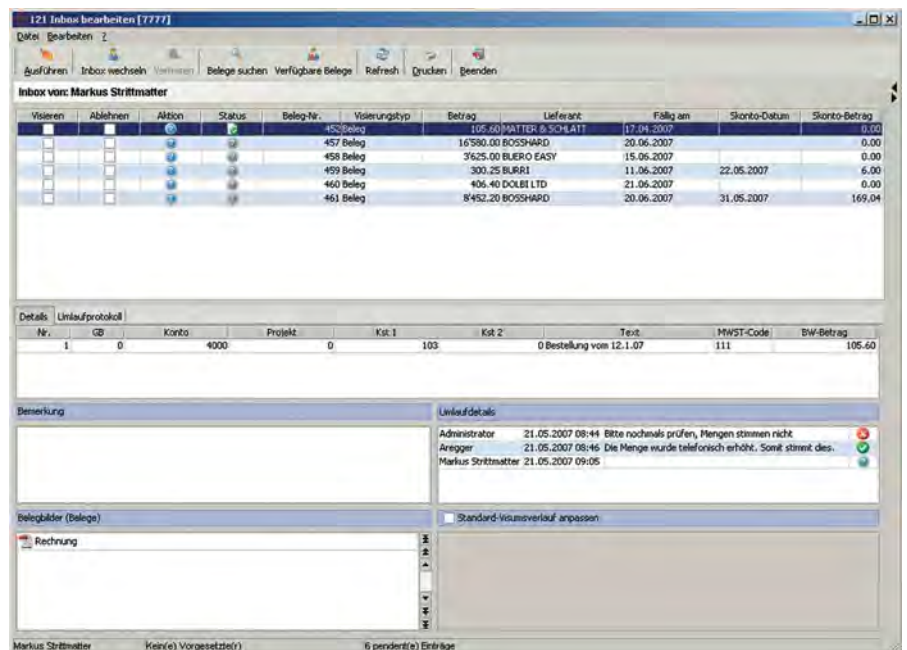 121 Inbox bearbeiten [7777]
Datei Bearbeiten ?
Ausführen Inbox wechseln Vertreten Belege suchen Verfügbare Belege Refresh Drucken Beenden
Inbox von: Markus Strittmatter
Visieren Ablehnen Aktion Status Beleg-Nr. Visierungstyp Betrag Lieferant Fällig am Skonto-Datum Skonto-Betrag
452 Beleg 105.60 MATTER & SCHLATT 17.04.2007 0.00
457 Beleg 16'580.00 BOSSHARD 20.06.2007 0.00
458 Beleg 3'625.00 BUERO EASY 15.06.2007 0.00
459 Beleg 300.25 BURRI 11.06.2007 22.05.2007 6.00
460 Beleg 406.40 DOLBI LTD 21.06.2007 0.00
461 Beleg 8'452.20 BOSSHARD 20.06.2007 31.05.2007 169.04
Details Umlaufprotokoll
Nr. GB Konto Projekt Kst 1 Kst 2 Text MWST-Code BW-Betrag
1 0 4000 0 103 0 Bestellung vom 12.1.07 111 105.60
Bemerkung
Umlaufdetails
Administrator 21.05.2007 08:44 Bitte nochmals prüfen, Mengen stimmen nicht
Aregger 21.05.2007 08:46 Die Menge wurde telefonisch erhöht. Somit stimmt dies.
Markus Strittmatter 21.05.2007 09:05
Belegbilder (Belege)
Standard-Visumsverlauf anpassen
Rechnung
Markus Strittmatter Kein(e) Vorgesetzte(r) 6 pendent(e) Einträge